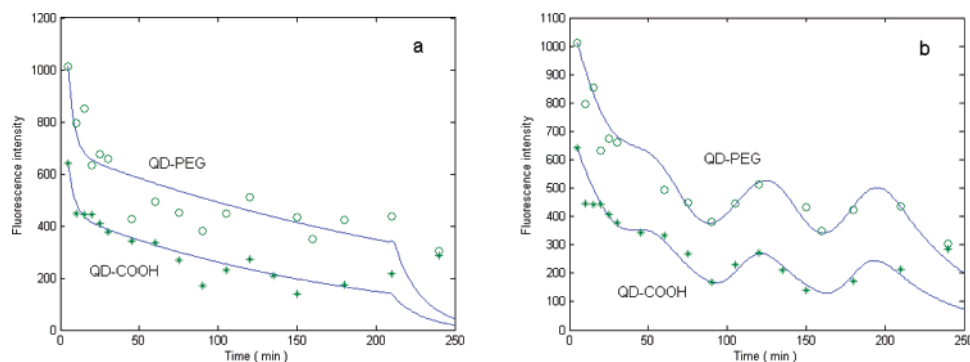 a
Fluorescence intensity
1200
1000
800
600
400
200
0
QD-PEG
QD-COOH
0 50 100 150 200 250
Time ( min )
b
Fluorescence intensity
1100
1000
900
800
700
600
500
400
300
200
100
0
QD-PEG
QD-COOH
0 50 100 150 200 250
Time ( min )